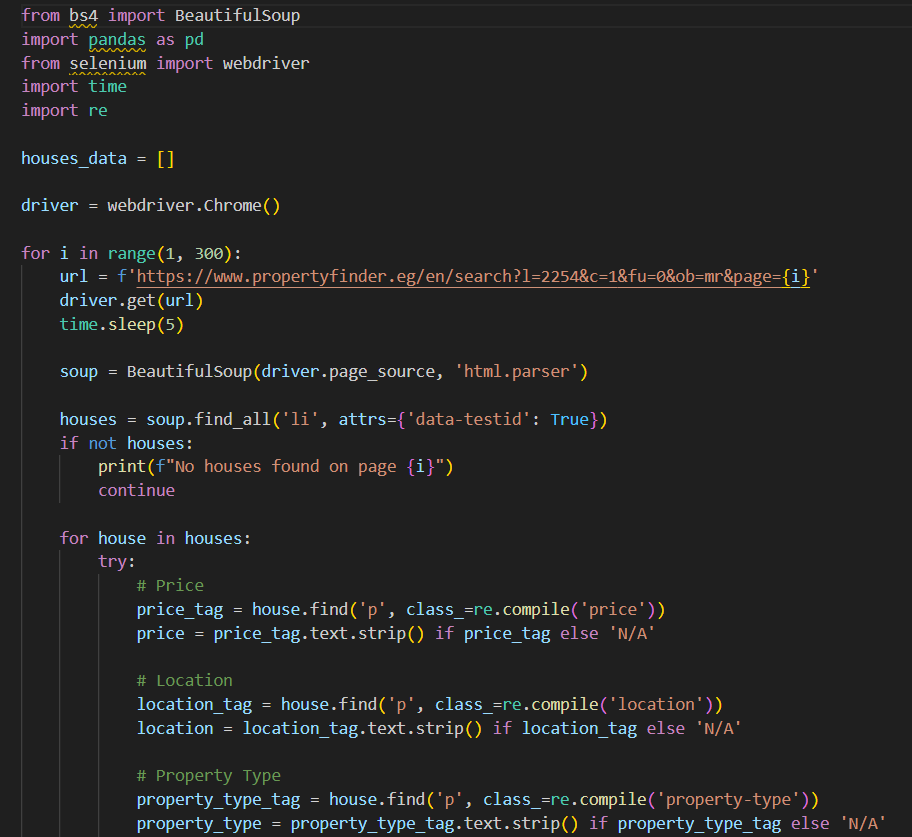 from bs4 import BeautifulSoup
import pandas as pd
from selenium import webdriver
import time
import re

houses_data = []

driver = webdriver.Chrome()

for i in range(1, 300):
    url = f'https://www.propertyfinder.eg/en/search?l=2254&c=1&fu=0&ob=mr&page={i}'
    driver.get(url)
    time.sleep(5)

    soup = BeautifulSoup(driver.page_source, 'html.parser')

    houses = soup.find_all('li', attrs={'data-testid': True})
    if not houses:
        print(f"No houses found on page {i}")
        continue

    for house in houses:
        try:
            # Price
            price_tag = house.find('p', class_=re.compile('price'))
            price = price_tag.text.strip() if price_tag else 'N/A'

            # Location
            location_tag = house.find('p', class_=re.compile('location'))
            location = location_tag.text.strip() if location_tag else 'N/A'

            # Property Type
            property_type_tag = house.find('p', class_=re.compile('property-type'))
            property_type = property_type_tag.text.strip() if property_type_tag else 'N/A'